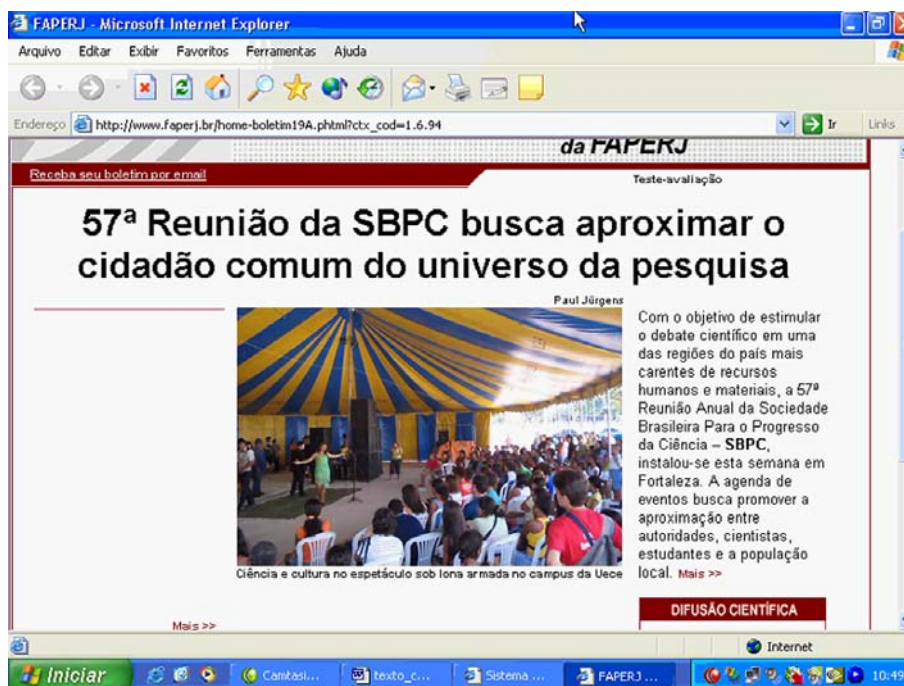 FAPERJ - Microsoft Internet Explorer
Arquivo Editar Exibir Favoritos Ferramentas Ajuda
Endereço http://www.faperj.br/home-boletim19A.phtml?ctx_cod=1.6.94 Ir Links
da FAPERJ
Receba seu boletim por email
Teste-avaliação
57ª Reunião da SBPC busca aproximar o
cidadão comum do universo da pesquisa
Paul Jürgens
Com o objetivo de estimular
o debate científico em uma
das regiões do país mais
carentes de recursos
humanos e materiais, a 57ª
Reunião Anual da Sociedade
Brasileira Para o Progresso
da Ciência – SBPC,
instalou-se esta semana em
Fortaleza. A agenda de
eventos busca promover a
aproximação entre
autoridades, cientistas,
estudantes e a população
local. Mais >>
Ciência e cultura no espetáculo sob lona armada no campus da Uece
DIFUSÃO CIENTÍFICA
Mais >>
Internet
Iniciar Camtasi... texto_c... Sistema ... FAPERJ ... 10:49